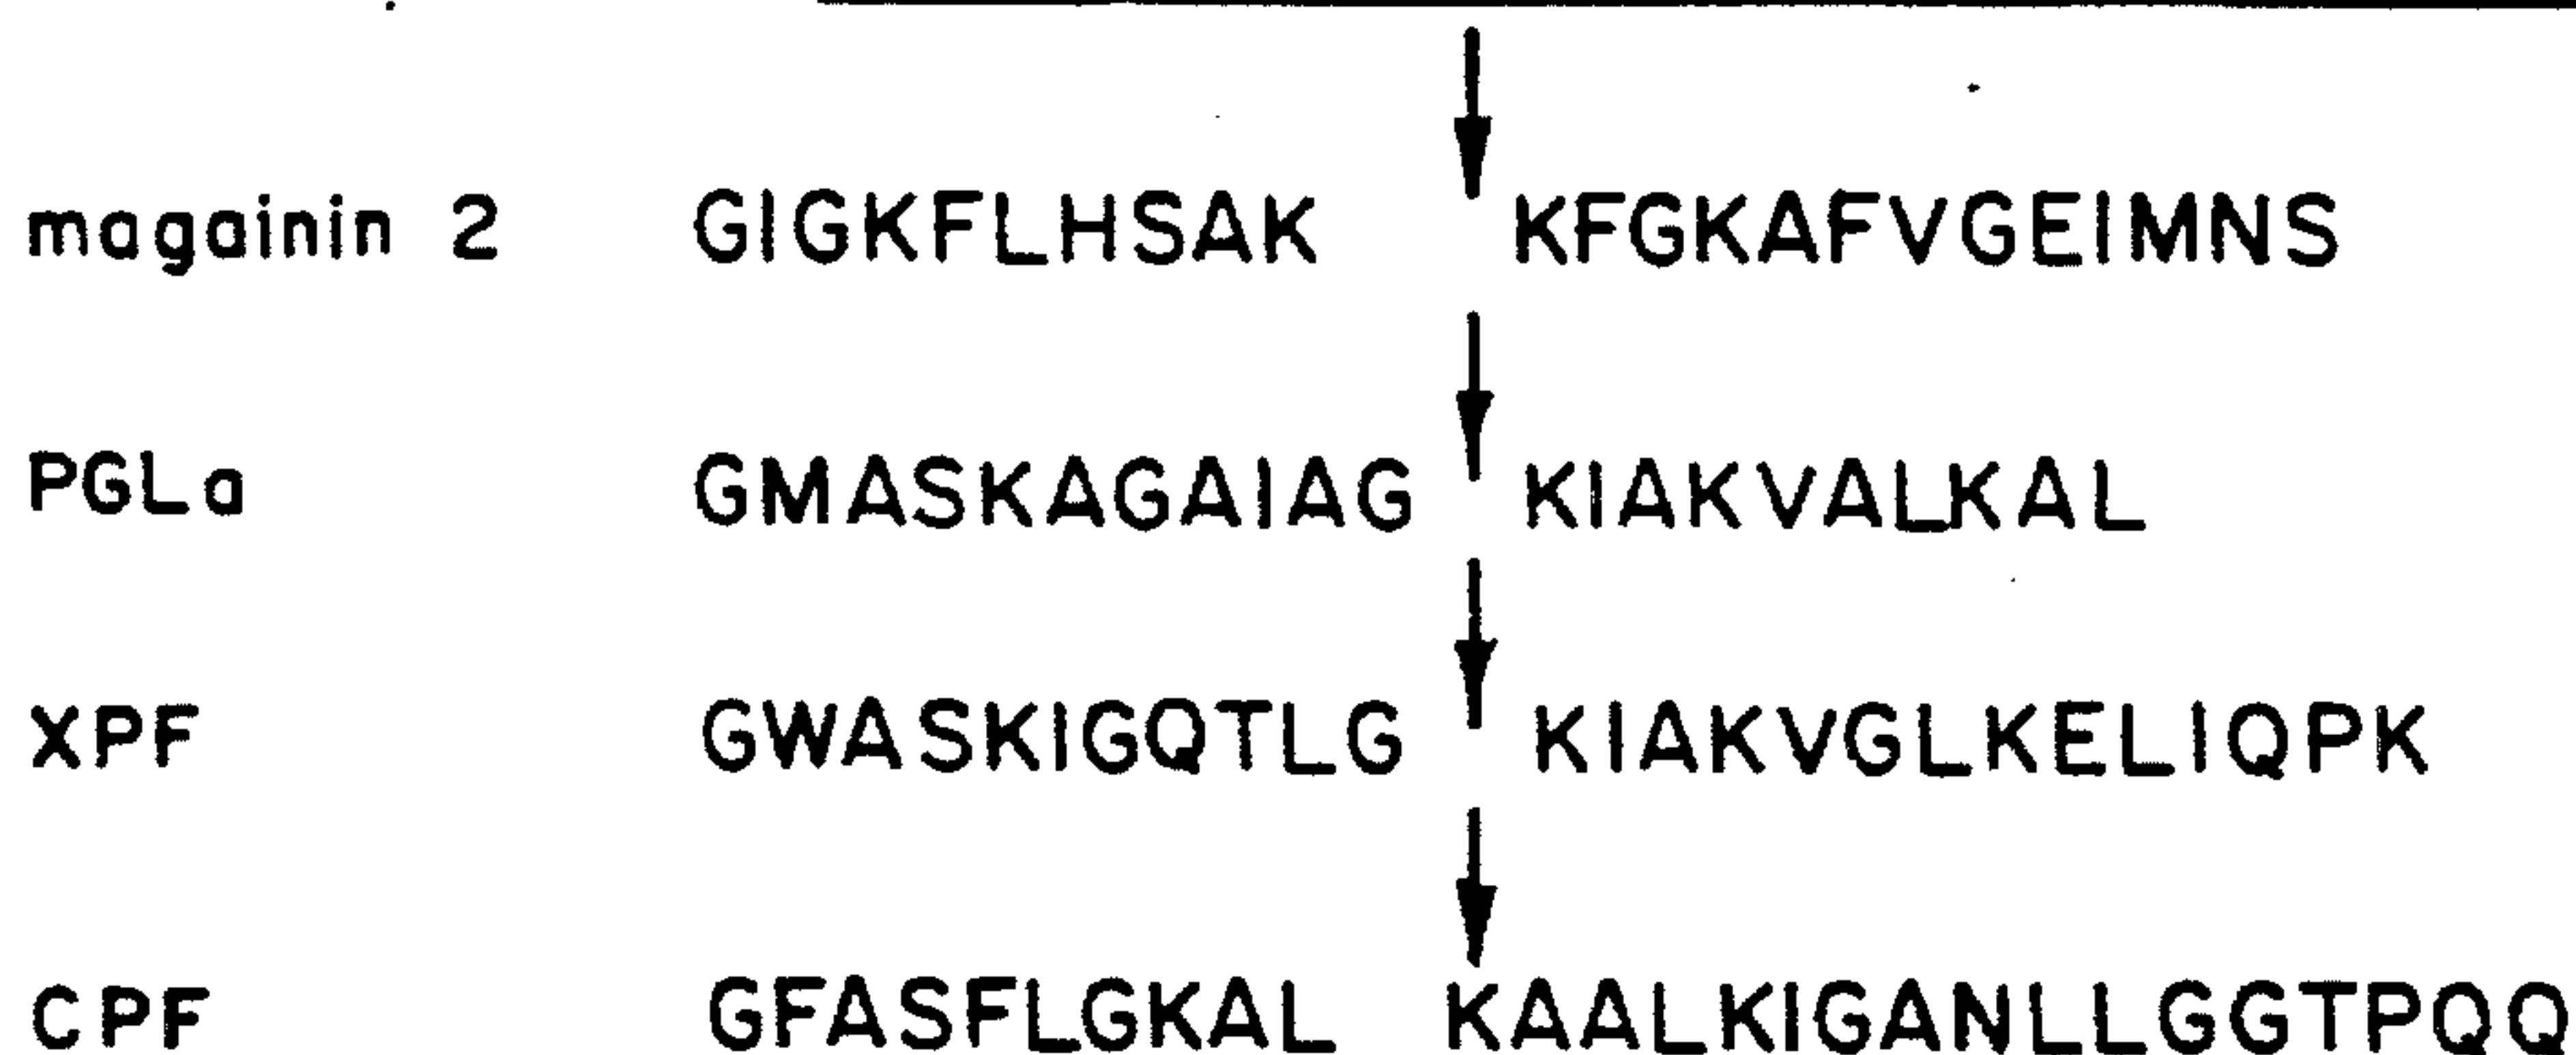 magainin 2 GIGKFLHSAK KFGKAFVGEIMNS
PGLa GMASKAGAIAG KIAKVALKAL
XPF GWASKIGQTLG KIAKVGLKELIQPK
CPF GFASFLGKAL KAALKIGANLLGGTPQQ